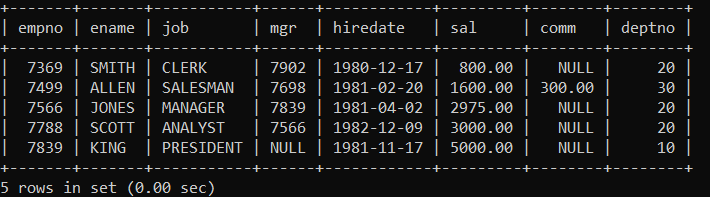 +-------+-------+-----------+------+------------+---------+--------+--------+
| empno | ename | job       | mgr  | hiredate   | sal     | comm   | deptno |
+-------+-------+-----------+------+------------+---------+--------+--------+
|  7369 | SMITH | CLERK     | 7902 | 1980-12-17 |  800.00 |   NULL |     20 |
|  7499 | ALLEN | SALESMAN  | 7698 | 1981-02-20 | 1600.00 | 300.00 |     30 |
|  7566 | JONES | MANAGER   | 7839 | 1981-04-02 | 2975.00 |   NULL |     20 |
|  7788 | SCOTT | ANALYST   | 7566 | 1982-12-09 | 3000.00 |   NULL |     20 |
|  7839 | KING  | PRESIDENT | NULL | 1981-11-17 | 5000.00 |   NULL |     10 |
+-------+-------+-----------+------+------------+---------+--------+--------+
5 rows in set (0.00 sec)